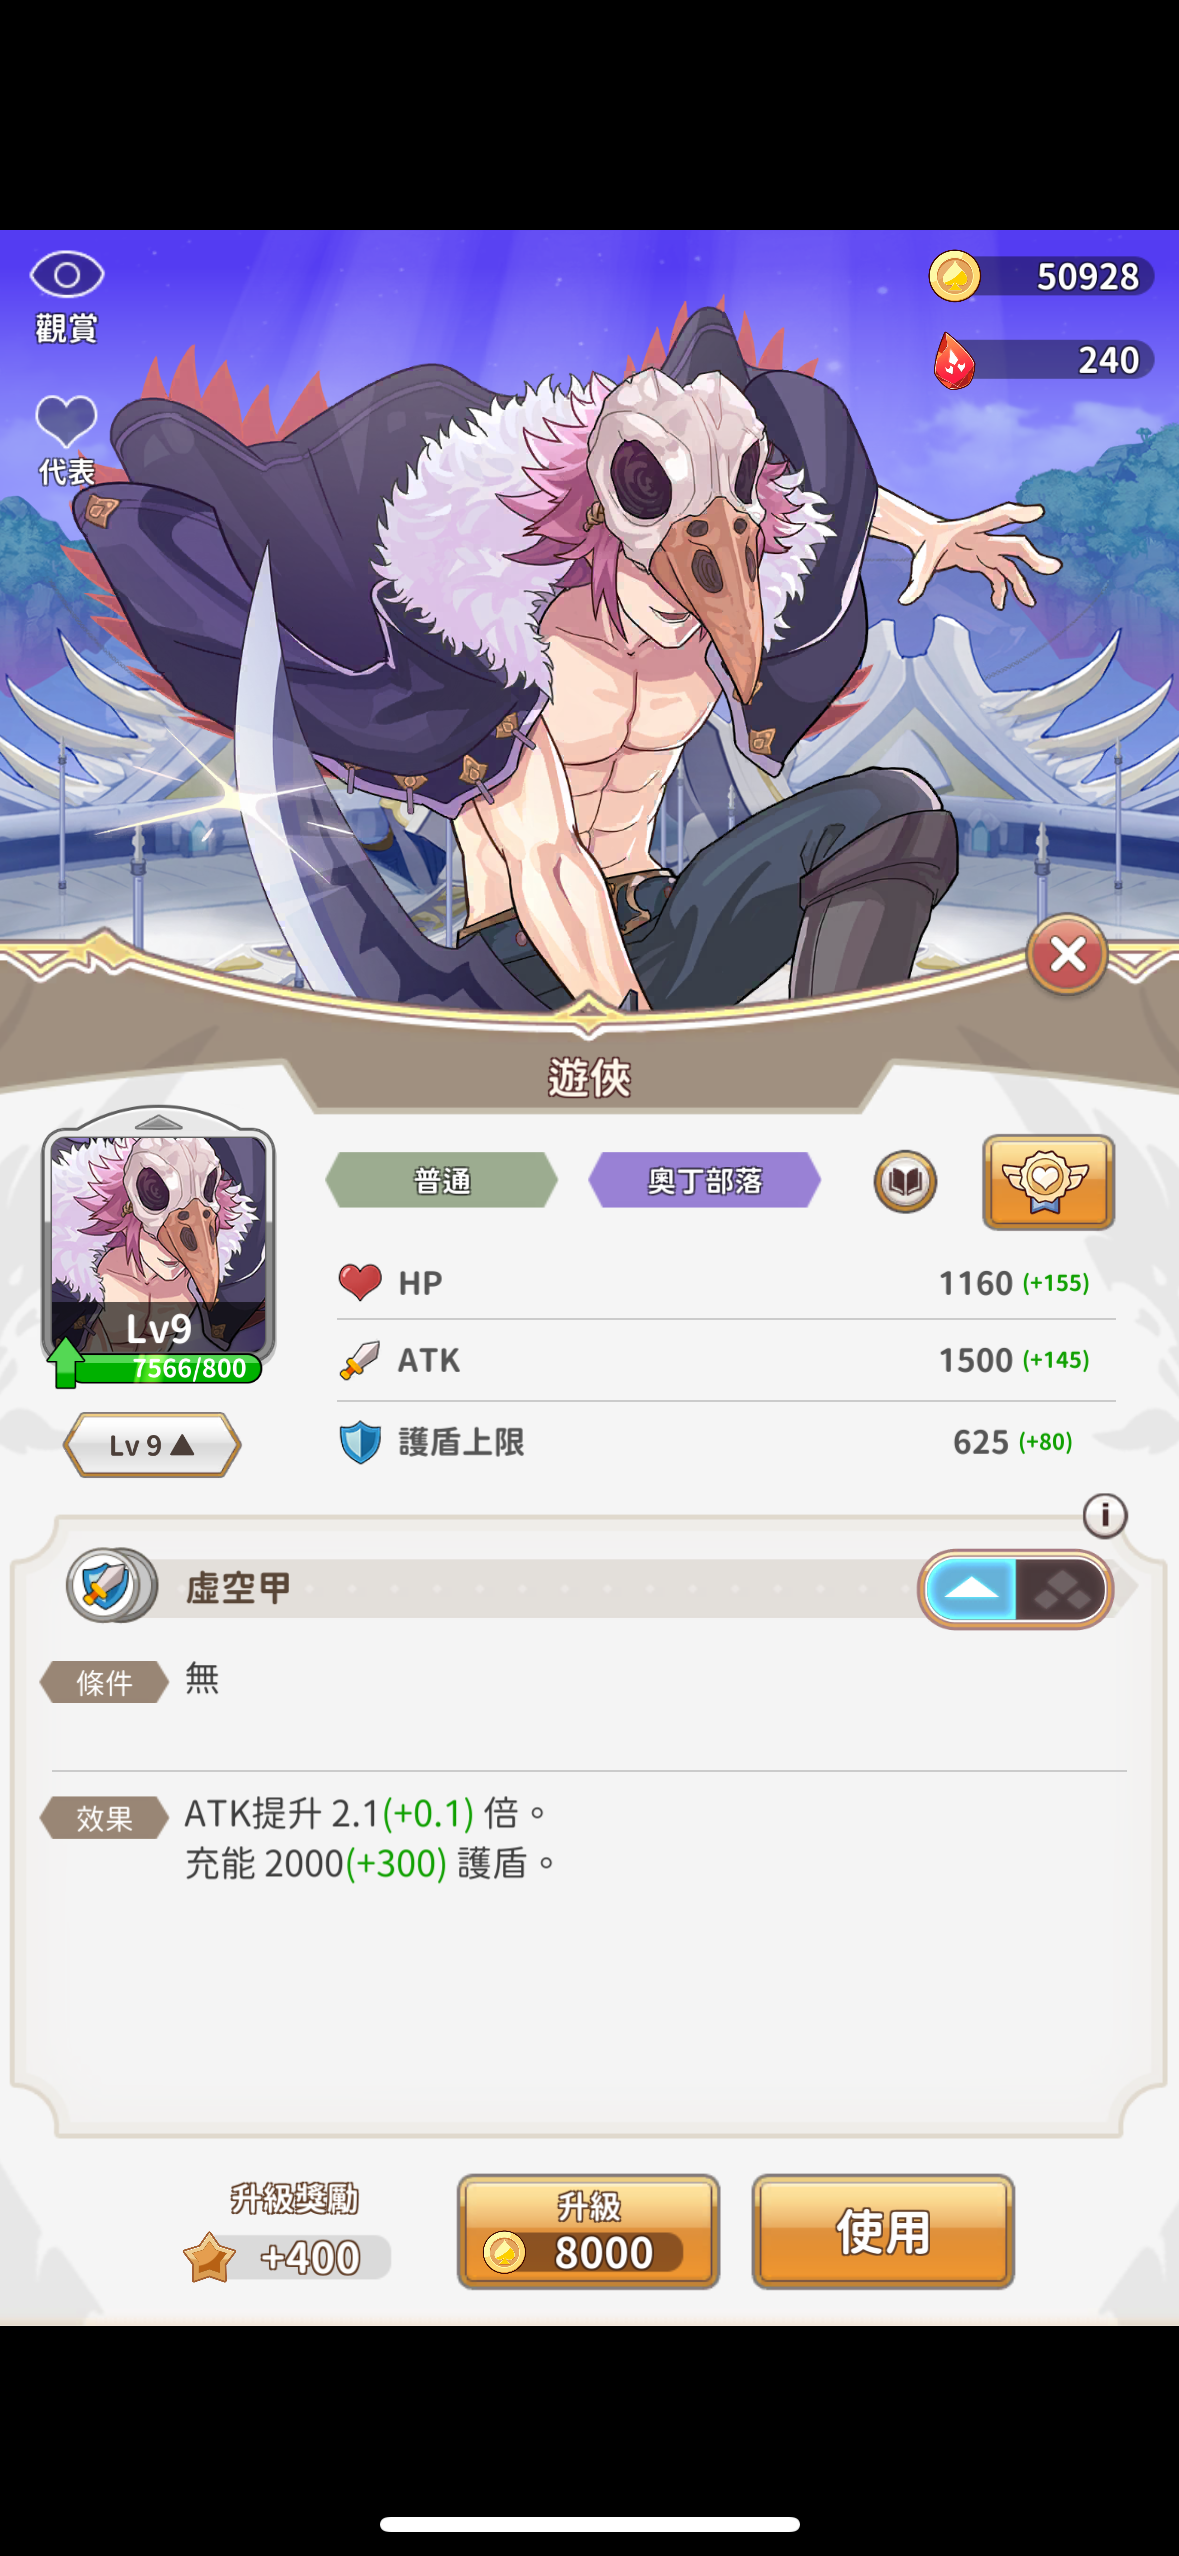 觀賞
50928
240
代表
遊俠
普通
奧丁部落
Lv9
7566/800
Lv 9 ▲
HP
1160 (+155)
ATK
1500 (+145)
護盾上限
625 (+80)
i
虛空甲
條件
無
效果
ATK提升 2.1(+0.1) 倍。
充能 2000(+300) 護盾。
升級獎勵
+400
升級
8000
使用